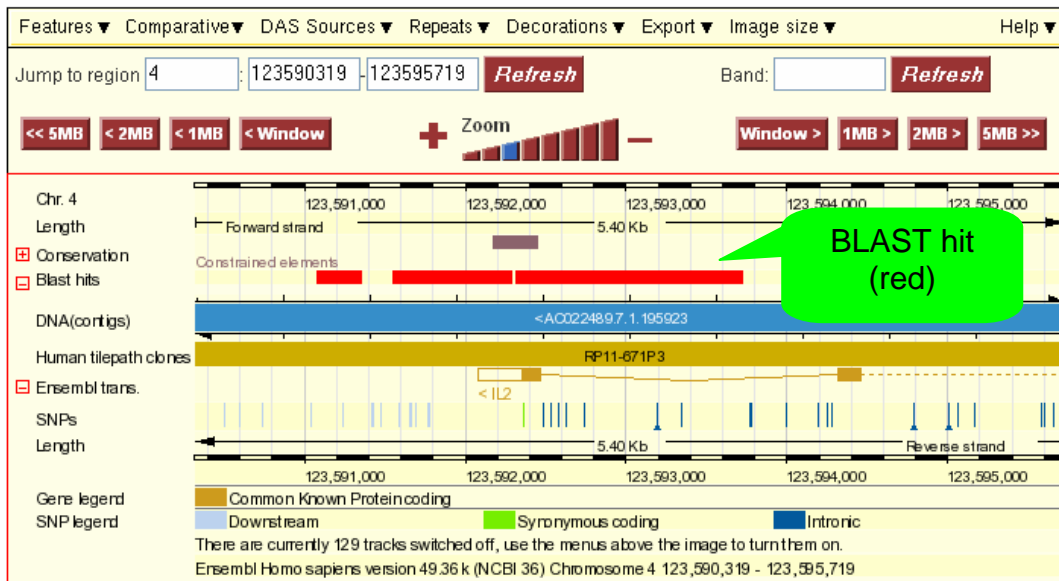 Features ▼ Comparative▼ DAS Sources ▼ Repeats ▼ Decorations ▼ Export ▼ Image size ▼ Help ▼
Jump to region 4 : 123590319 - 123595719 Refresh Band: Refresh
<< 5MB < 2MB < 1MB < Window + Zoom − Window > 1MB > 2MB > 5MB >>
Chr. 4 123,591,000 123,592,000 123,593,000 123,594,000 123,595,000
Length Forward strand 5.40 Kb
Conservation
Constrained elements
Blast hits
BLAST hit
(red)
DNA(contigs) <AC022489.7.1.195923
Human tilepath clones RP11-671P3
Ensembl trans.
< IL2
SNPs
Length 5.40 Kb Reverse strand
123,591,000 123,592,000 123,593,000 123,594,000 123,595,000
Gene legend Common Known Protein coding
SNP legend Downstream Synonymous coding Intronic
There are currently 129 tracks switched off, use the menus above the image to turn them on.
Ensembl Homo sapiens version 49.36k (NCBI 36) Chromosome 4 123,590,319 - 123,595,719